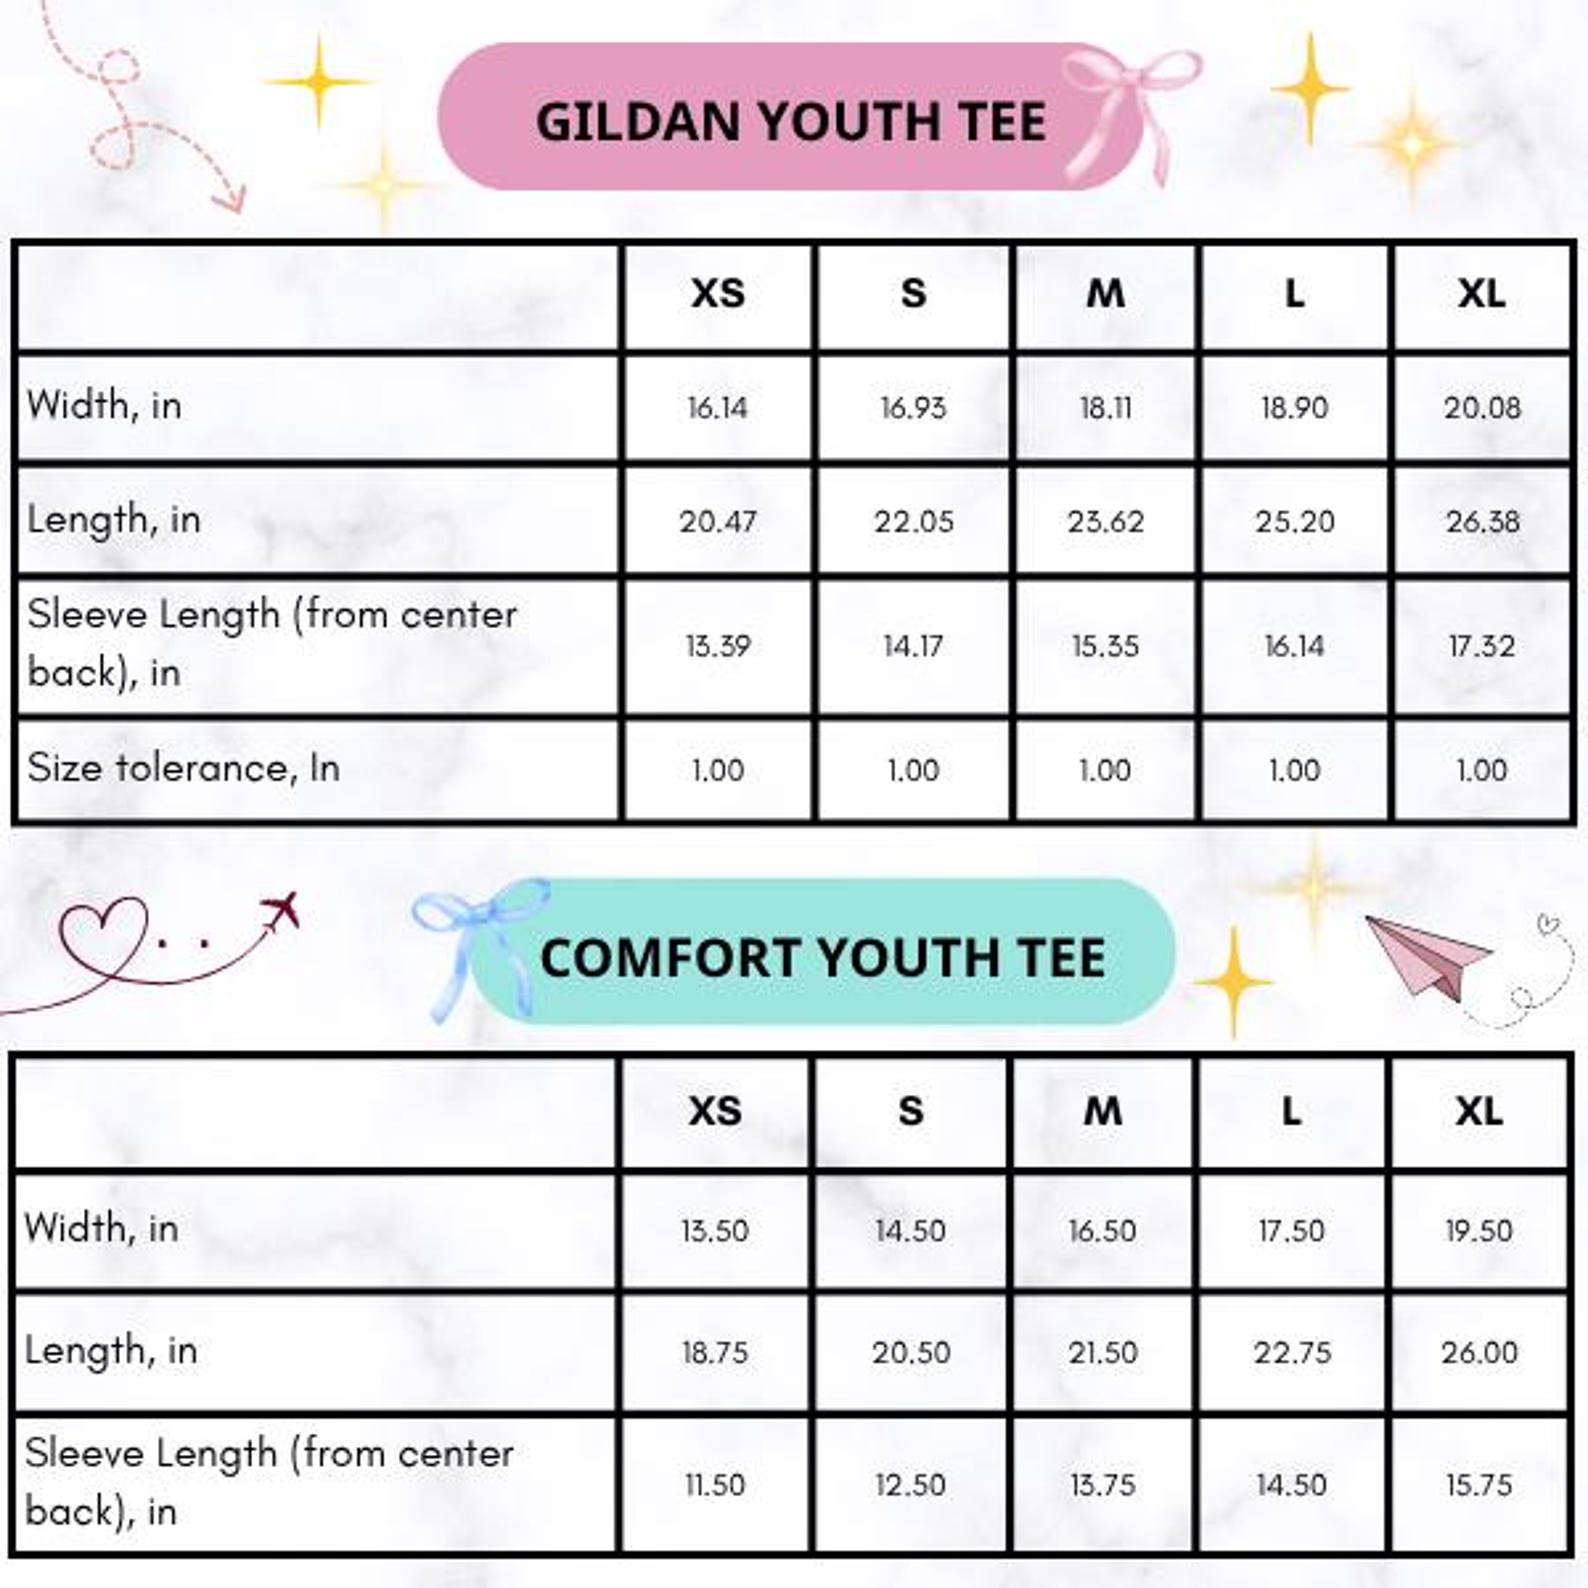 GILDAN YOUTH TEE
XS S M L XL
Width, in 16.14 16.93 18.11 18.90 20.08
Length, in 20.47 22.05 23.62 25.20 26.38
Sleeve Length (from center
back), in 13.39 14.17 15.35 16.14 17.32
Size tolerance, In 1.00 1.00 1.00 1.00 1.00
COMFORT YOUTH TEE
XS S M L XL
Width, in 13.50 14.50 16.50 17.50 19.50
Length, in 18.75 20.50 21.50 22.75 26.00
Sleeve Length (from center
back), in 11.50 12.50 13.75 14.50 15.75